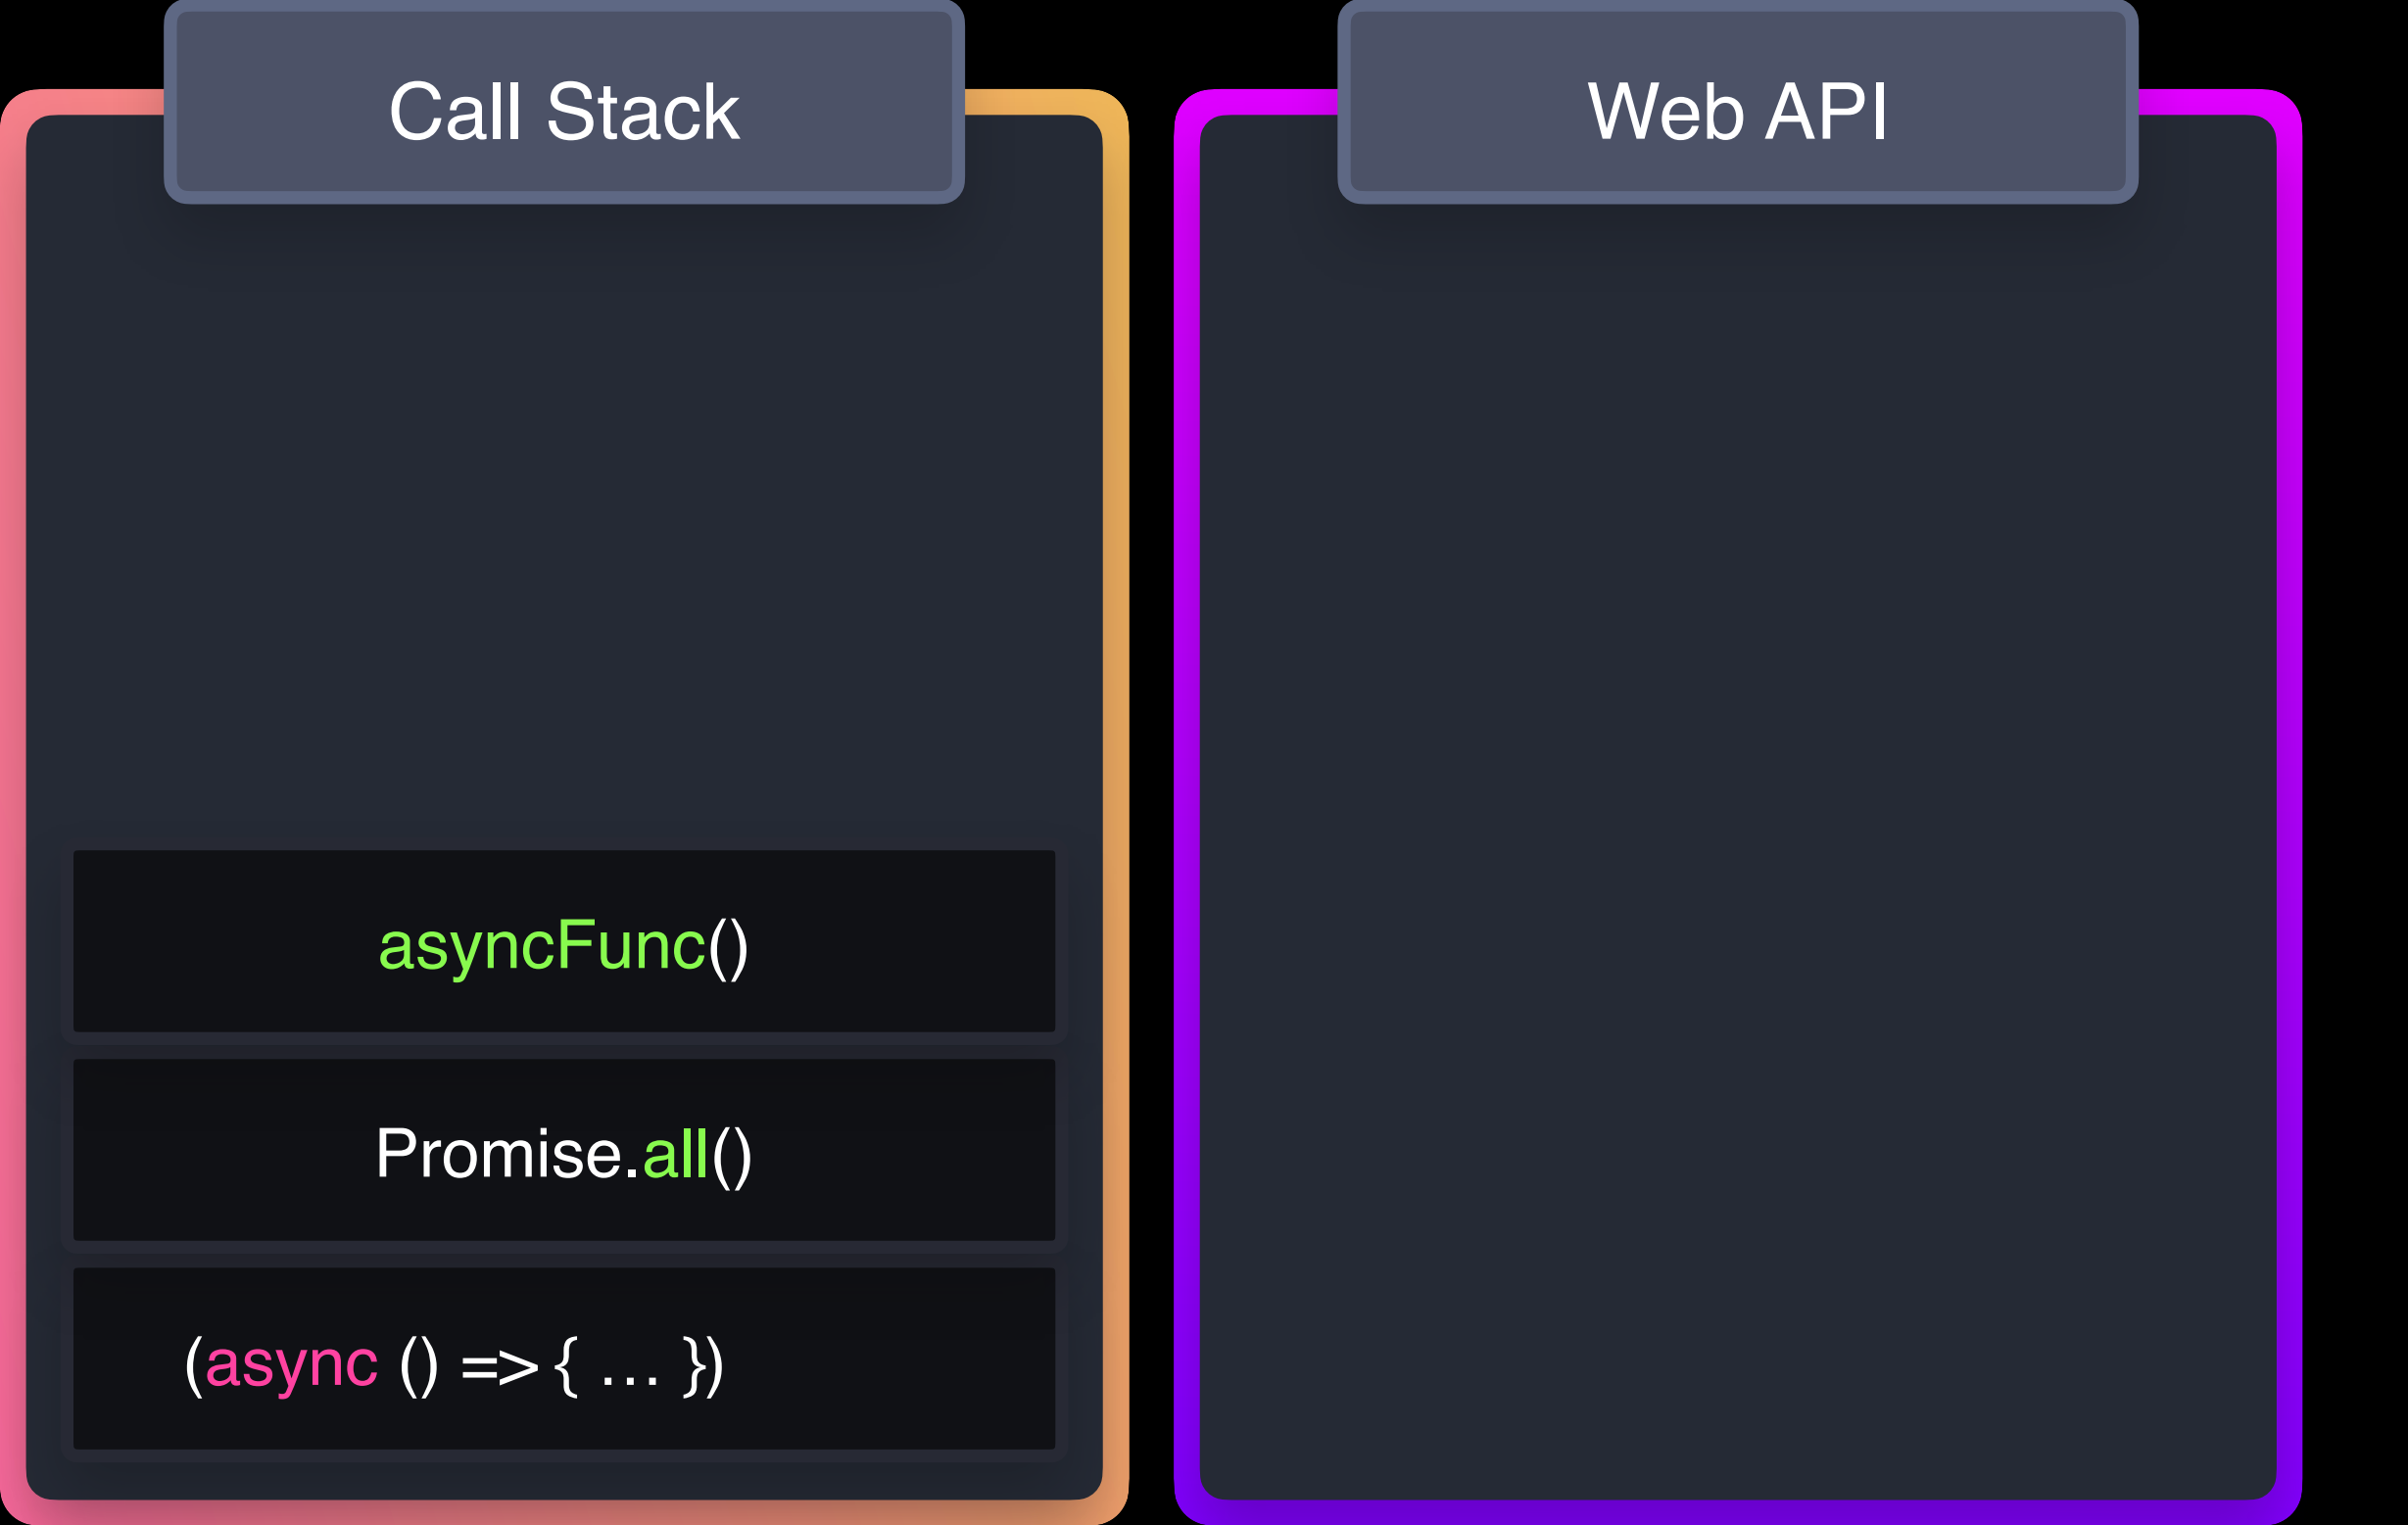 Call Stack
Web API
asyncFunc()
Promise.all()
(async () => { ... })